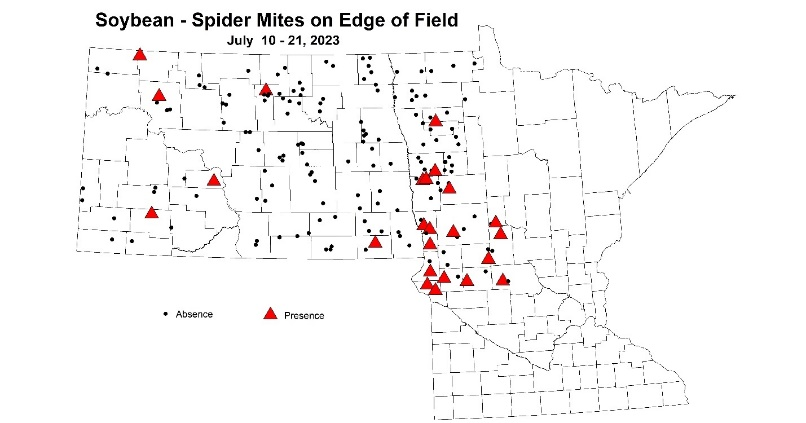 Soybean - Spider Mites on Edge of Field
July 10 - 21, 2023
Absence
Presence